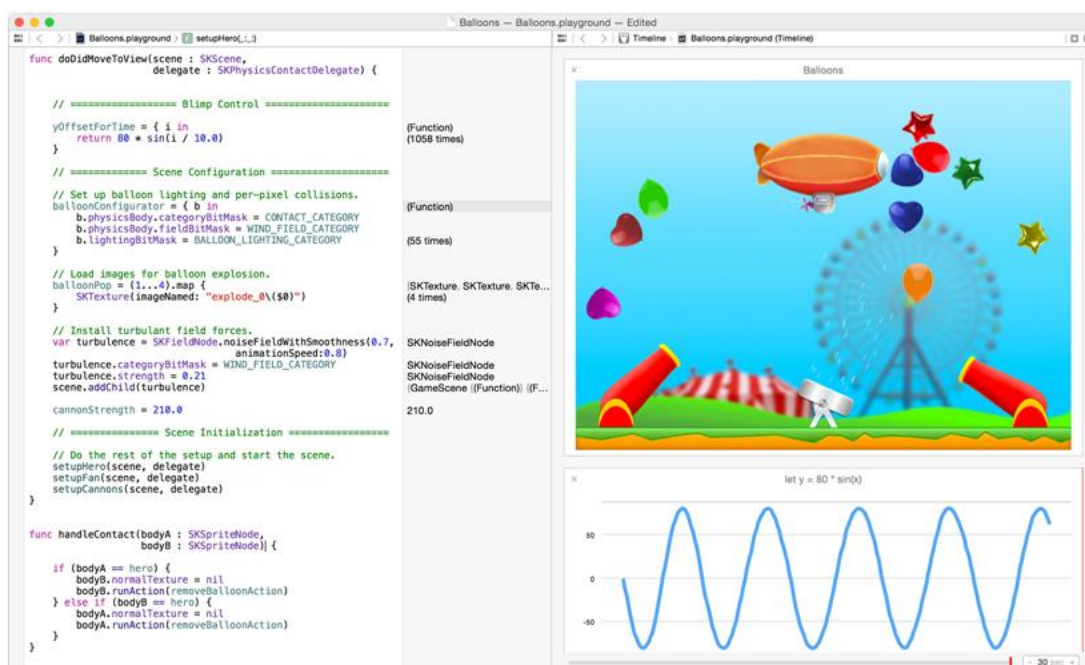 Balloons — Balloons.playground — Edited
Balloons.playground › setupHero(_:_:)
func doDidMoveToView(scene : SKScene,
delegate : SKPhysicsContactDelegate) {
// ================== Blimp Control =====================
yOffsetForTime = { i in
return 80 * sin(i / 10.0)
}
// ============= Scene Configuration ====================
// Set up balloon lighting and per-pixel collisions.
balloonConfigurator = { b in
b.physicsBody.categoryBitMask = CONTACT_CATEGORY
b.physicsBody.fieldBitMask = WIND_FIELD_CATEGORY
b.lightingBitMask = BALLOON_LIGHTING_CATEGORY
}
// Load images for balloon explosion.
balloonPop = (1...4).map {
SKTexture(imageNamed: "explode_0\($0)")
}
// Install turbulant field forces.
var turbulence = SKFieldNode.noiseFieldWithSmoothness(0.7,
animationSpeed:0.8)
turbulence.categoryBitMask = WIND_FIELD_CATEGORY
turbulence.strength = 0.21
scene.addChild(turbulence)
cannonStrength = 210.0
// =============== Scene Initialization =================
// Do the rest of the setup and start the scene.
setupHero(scene, delegate)
setupFan(scene, delegate)
setupCannons(scene, delegate)
}
func handleContact(bodyA : SKSpriteNode,
bodyB : SKSpriteNode) {
if (bodyA == hero) {
bodyB.normalTexture = nil
bodyB.runAction(removeBalloonAction)
} else if (bodyB == hero) {
bodyA.normalTexture = nil
bodyA.runAction(removeBalloonAction)
}
}
(Function)
(1058 times)
(Function)
(55 times)
[SKTexture, SKTexture, SKTe...
(4 times)
SKNoiseFieldNode
SKNoiseFieldNode
SKNoiseFieldNode
{GameScene {(Function)} {(F...
210.0
Timeline › Balloons.playground (Timeline)
Balloons
let y = 80 * sin(x)
50
0
-50
- 30 sec +